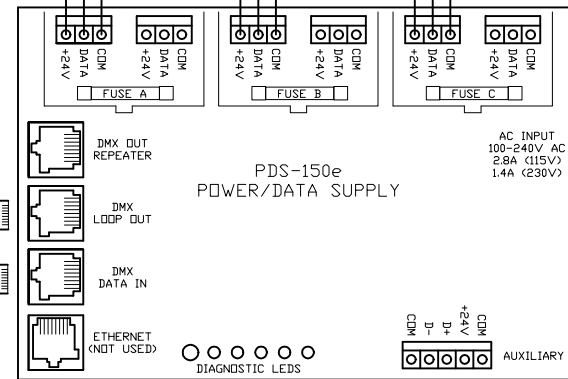 +24V DATA COM
+24V DATA COM
+24V DATA COM
+24V DATA COM
+24V DATA COM
+24V DATA COM
FUSE A
FUSE B
FUSE C
DMX OUT
REPEATER
AC INPUT
100-240V AC
2.8A (115V)
1.4A (230V)
PDS-150e
POWER/DATA SUPPLY
DMX
LOOP OUT
DMX
DATA IN
ETHERNET
(NOT USED)
DIAGNOSTIC LEDS
COM D- D+ +24V COM
AUXILIARY